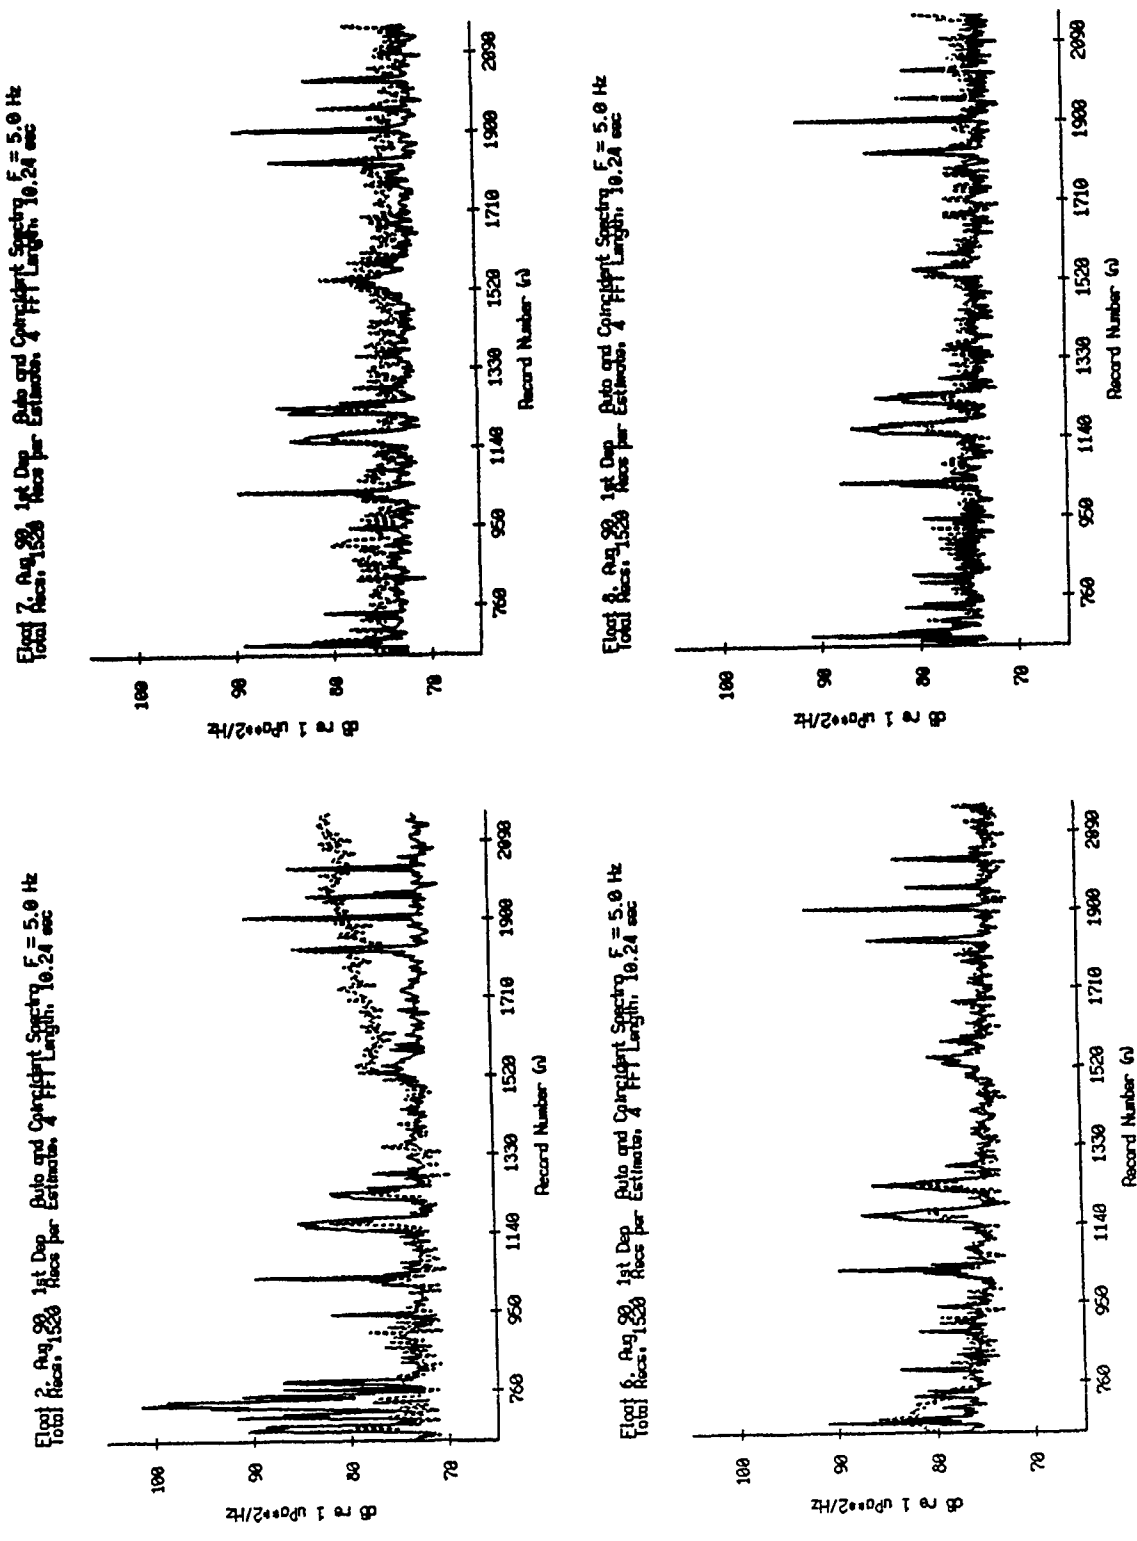 Float 2, Aug 90, 1st Dep Auto and Coincident Spectra, F = 5.0 Hz
Total Recs: 1520 Recs per Estimate: 4 FFT Length: 10.24 sec
dB re 1 uPa**2/Hz
100
90
80
70
760 950 1140 1330 1520 1710 1900 2090
Record Number (n)
Float 7, Aug 90, 1st Dep Auto and Coincident Spectra, F = 5.0 Hz
Total Recs: 1520 Recs per Estimate: 4 FFT Length: 10.24 sec
dB re 1 uPa**2/Hz
100
90
80
70
760 950 1140 1330 1520 1710 1900 2090
Record Number (n)
Float 6, Aug 90, 1st Dep Auto and Coincident Spectra, F = 5.0 Hz
Total Recs: 1520 Recs per Estimate: 4 FFT Length: 10.24 sec
dB re 1 uPa**2/Hz
100
90
80
70
760 950 1140 1330 1520 1710 1900 2090
Record Number (n)
Float 8, Aug 90, 1st Dep Auto and Coincident Spectra, F = 5.0 Hz
Total Recs: 1520 Recs per Estimate: 4 FFT Length: 10.24 sec
dB re 1 uPa**2/Hz
100
90
80
70
760 950 1140 1330 1520 1710 1900 2090
Record Number (n)